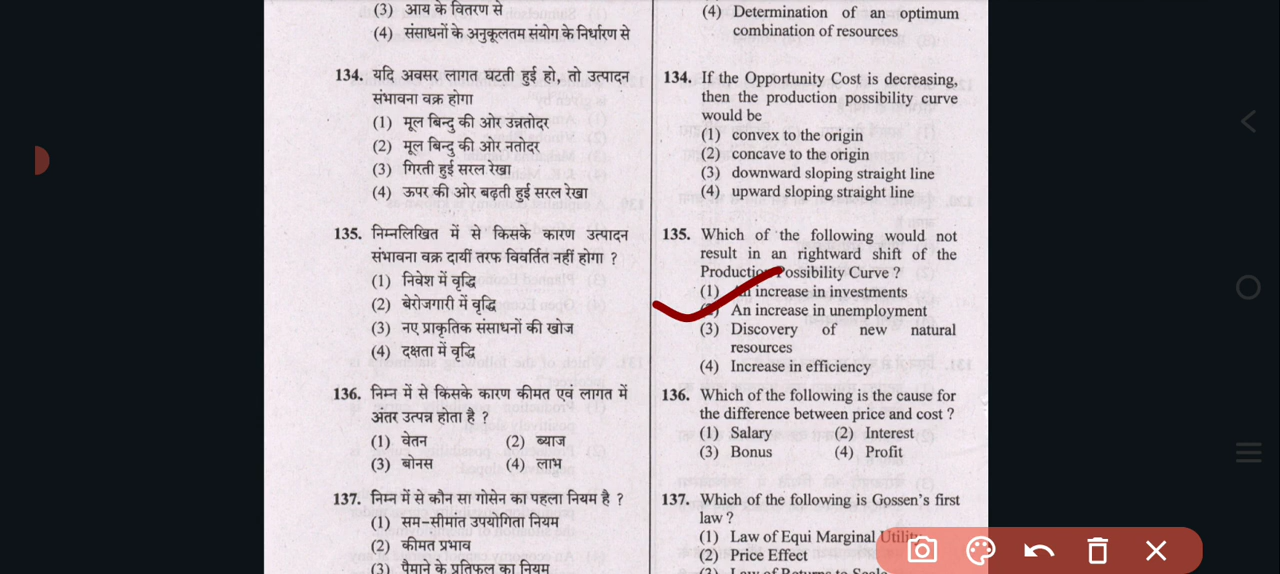 (3) आय के वितरण से
(4) संसाधनों के अनुकूलतम संयोग के निर्धारण से
134. यदि अवसर लागत घटती हुई हो, तो उत्पादन
संभावना वक्र होगा
(1) मूल बिन्दु की ओर उन्नतोदर
(2) मूल बिन्दु की ओर नतोदर
(3) गिरती हुई सरल रेखा
(4) ऊपर की ओर बढ़ती हुई सरल रेखा
135. निम्नलिखित में से किसके कारण उत्पादन
संभावना वक्र दायीं तरफ विवर्तित नहीं होगा ?
(1) निवेश में वृद्धि
(2) बेरोजगारी में वृद्धि
(3) नए प्राकृतिक संसाधनों की खोज
(4) दक्षता में वृद्धि
136. निम्न में से किसके कारण कीमत एवं लागत में
अंतर उत्पन्न होता है ?
(1) वेतन (2) ब्याज
(3) बोनस (4) लाभ
137. निम्न में से कौन सा गोसेन का पहला नियम है ?
(1) सम-सीमांत उपयोगिता नियम
(2) कीमत प्रभाव
(3) पैमाने के प्रतिफल का नियम
(4) Determination of an optimum
combination of resources
134. If the Opportunity Cost is decreasing,
then the production possibility curve
would be
(1) convex to the origin
(2) concave to the origin
(3) downward sloping straight line
(4) upward sloping straight line
135. Which of the following would not
result in an rightward shift of the
Production Possibility Curve ?
(1) An increase in investments
(2) An increase in unemployment
(3) Discovery of new natural
resources
(4) Increase in efficiency
136. Which of the following is the cause for
the difference between price and cost ?
(1) Salary (2) Interest
(3) Bonus (4) Profit
137. Which of the following is Gossen's first
law ?
(1) Law of Equi Marginal Utility
(2) Price Effect
(3) Law of Returns to Scale